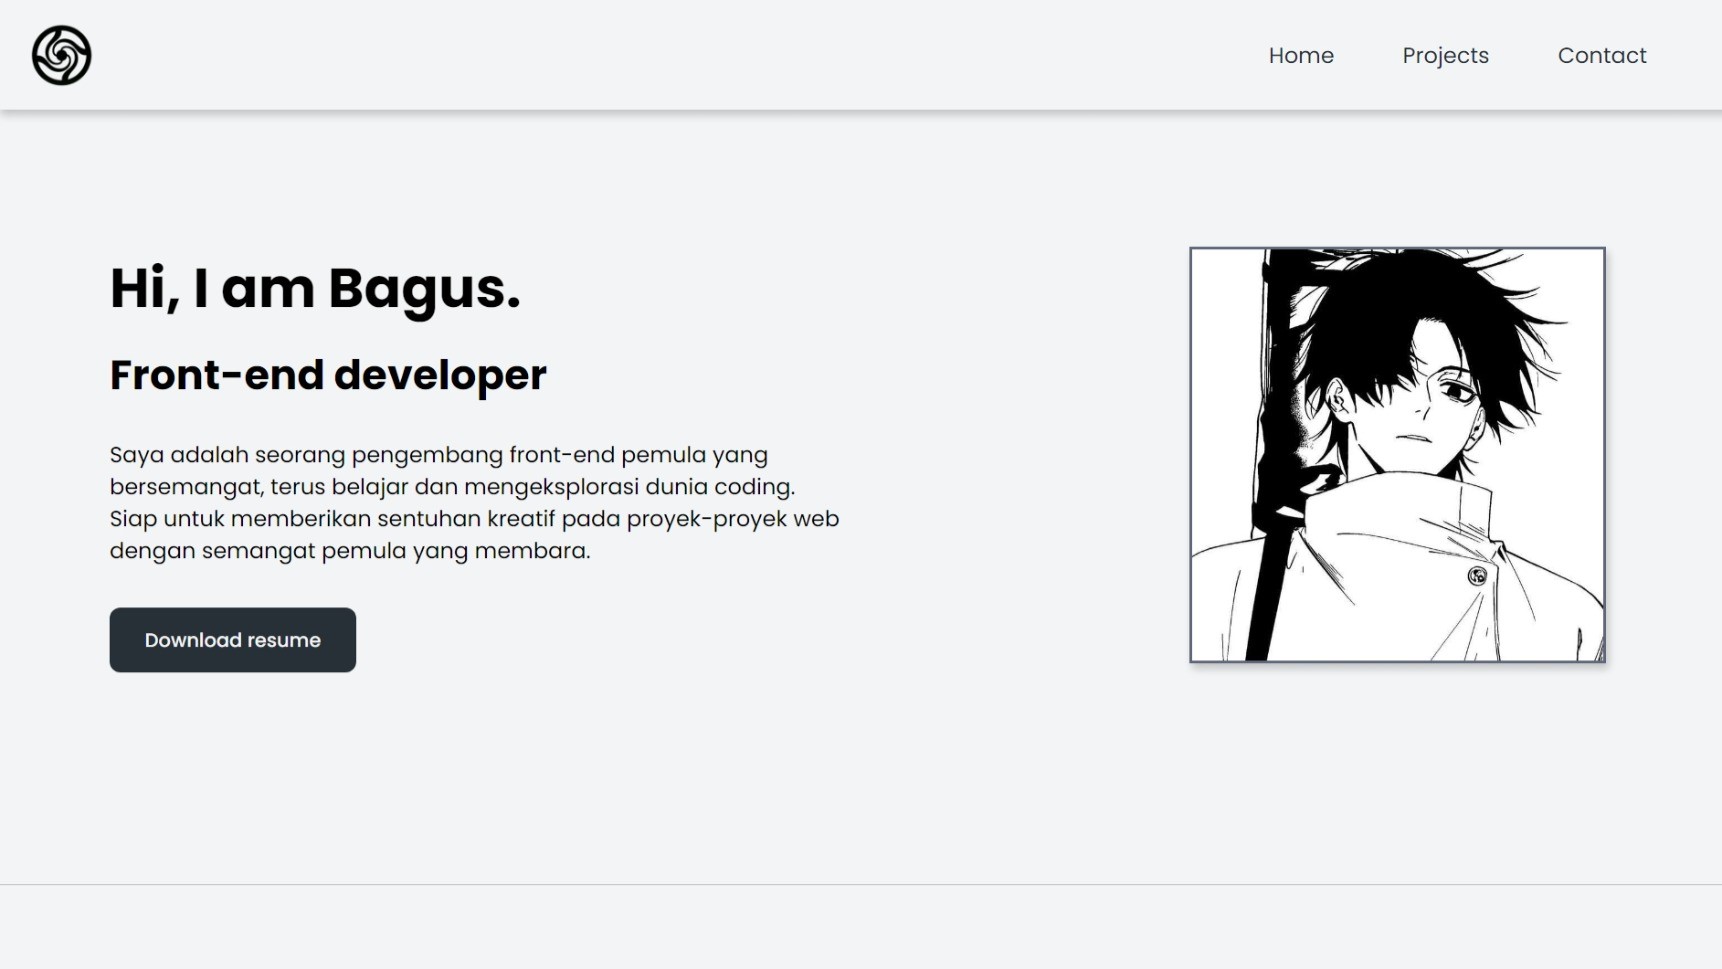 Home
Projects
Contact
Hi, I am Bagus.
Front-end developer
Saya adalah seorang pengembang front-end pemula yang
bersemangat, terus belajar dan mengeksplorasi dunia coding.
Siap untuk memberikan sentuhan kreatif pada proyek-proyek web
dengan semangat pemula yang membara.
Download resume